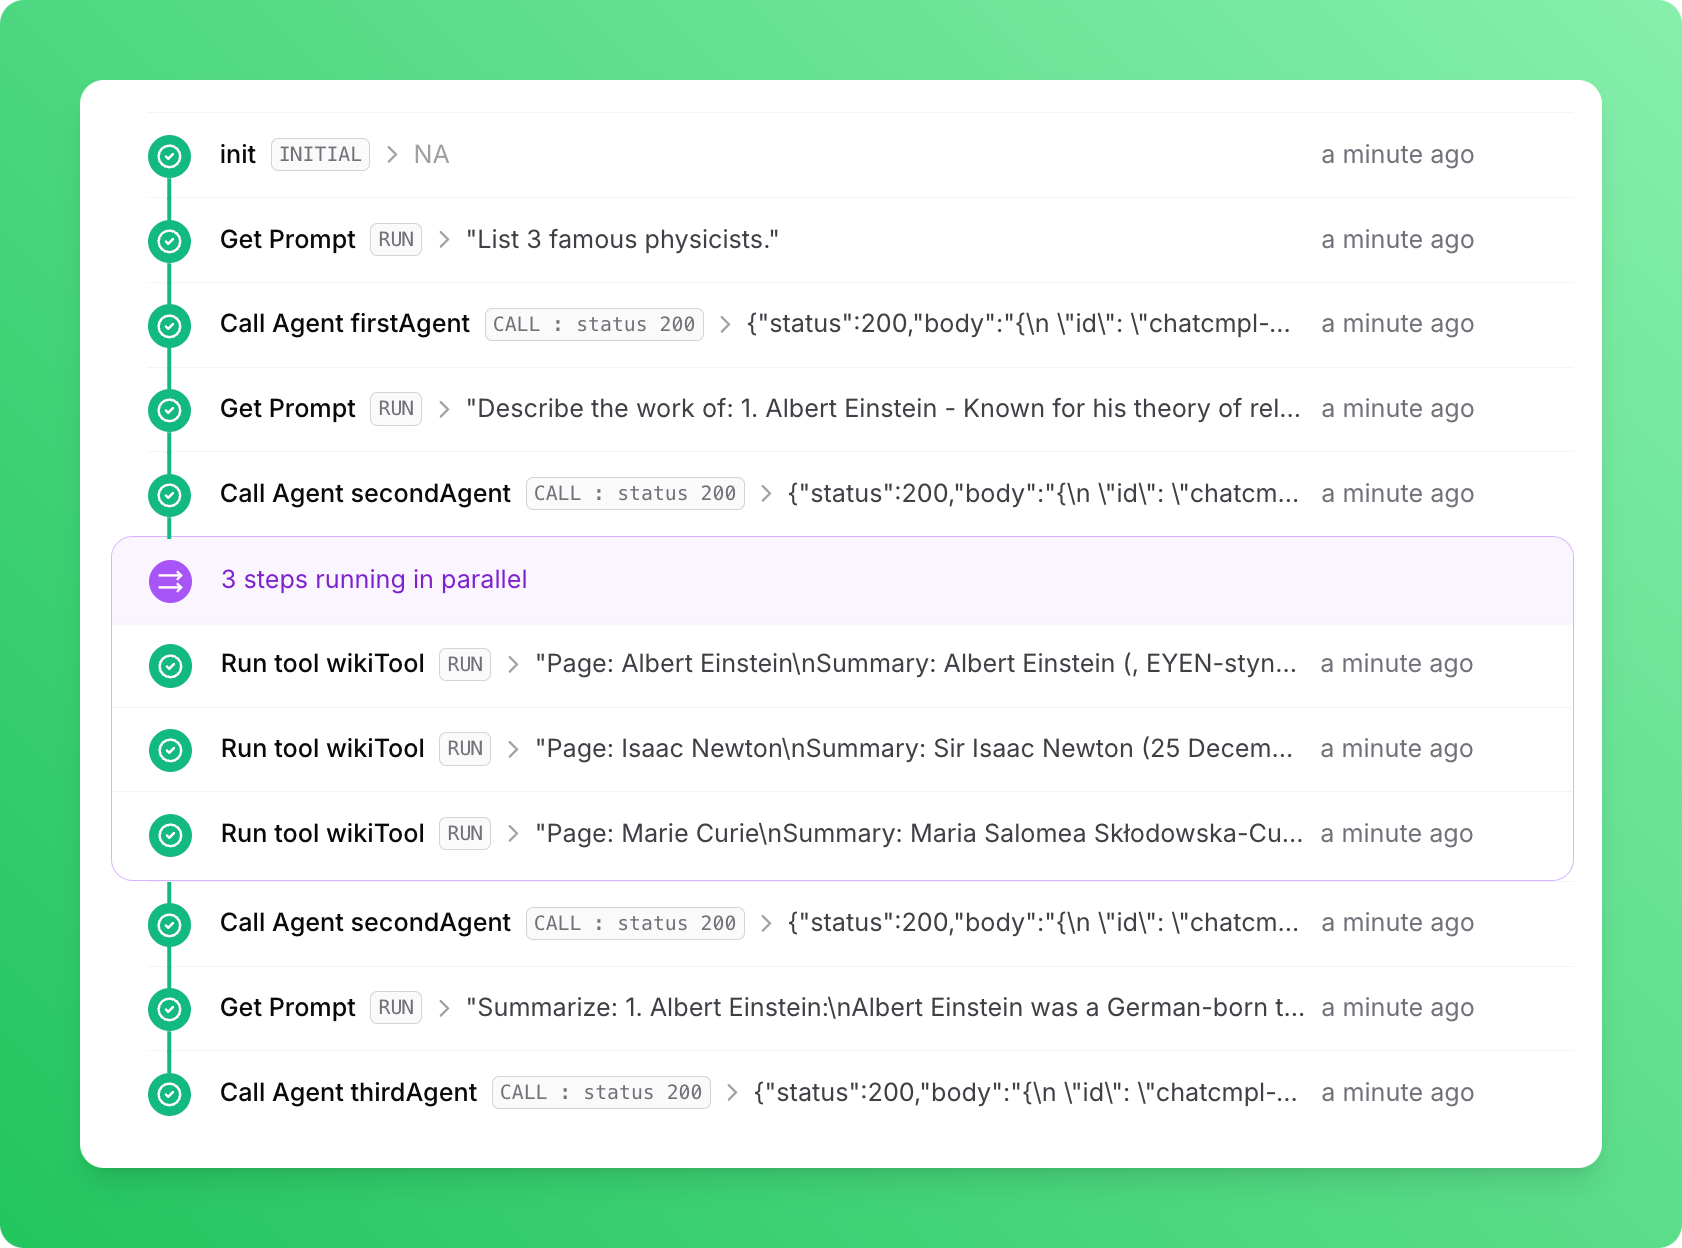 init INITIAL > NA a minute ago
Get Prompt RUN > "List 3 famous physicists." a minute ago
Call Agent firstAgent CALL : status 200 > {"status":200,"body":"{\n \"id\": \"chatcmpl-... a minute ago
Get Prompt RUN > "Describe the work of: 1. Albert Einstein - Known for his theory of rel... a minute ago
Call Agent secondAgent CALL : status 200 > {"status":200,"body":"{\n \"id\": \"chatcm... a minute ago
3 steps running in parallel
Run tool wikiTool RUN > "Page: Albert Einstein\nSummary: Albert Einstein (, EYEN-styn... a minute ago
Run tool wikiTool RUN > "Page: Isaac Newton\nSummary: Sir Isaac Newton (25 Decem... a minute ago
Run tool wikiTool RUN > "Page: Marie Curie\nSummary: Maria Salomea Skłodowska-Cu... a minute ago
Call Agent secondAgent CALL : status 200 > {"status":200,"body":"{\n \"id\": \"chatcm... a minute ago
Get Prompt RUN > "Summarize: 1. Albert Einstein:\nAlbert Einstein was a German-born t... a minute ago
Call Agent thirdAgent CALL : status 200 > {"status":200,"body":"{\n \"id\": \"chatcmpl-... a minute ago